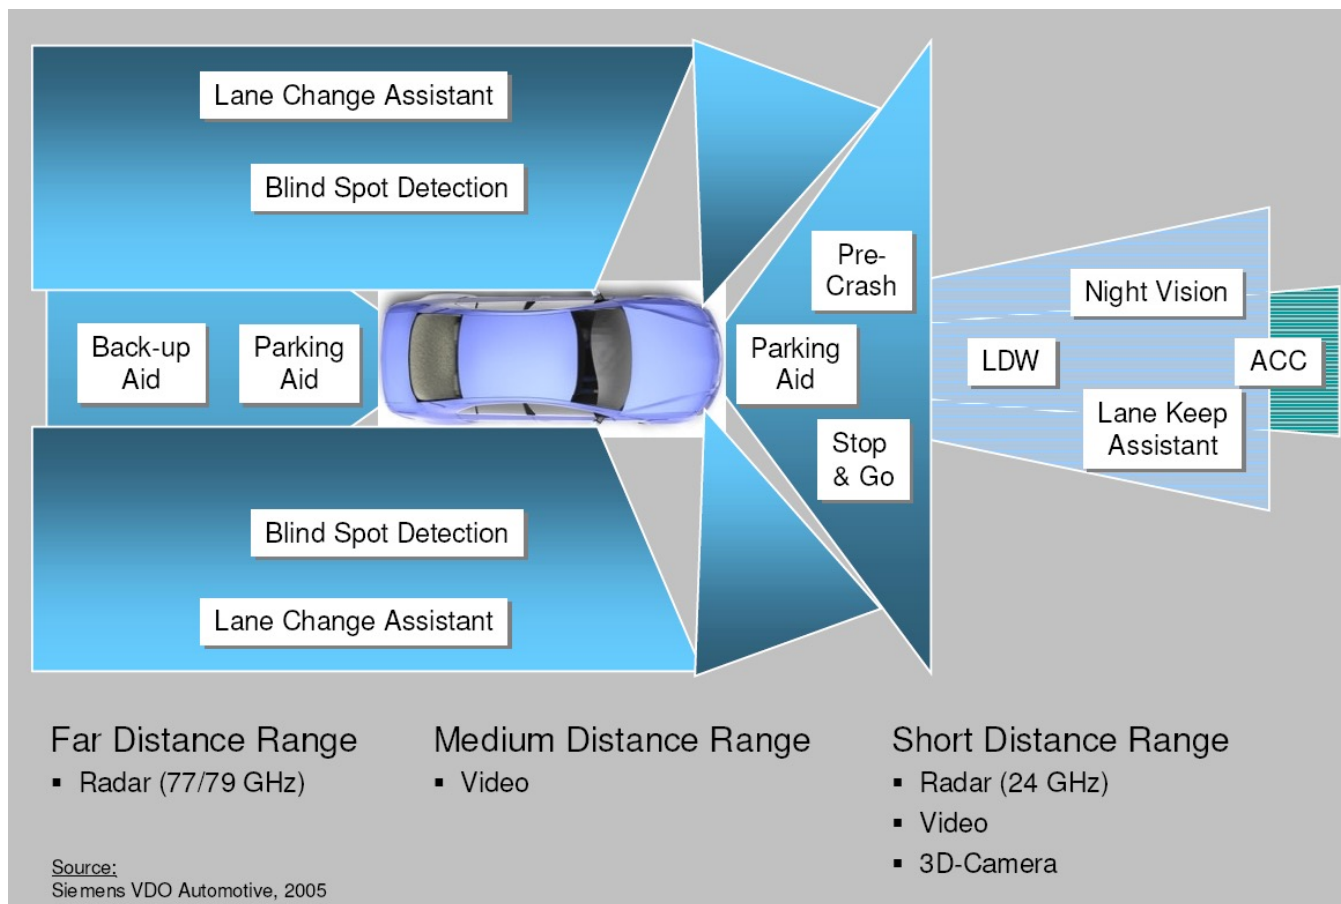 Lane Change Assistant
Blind Spot Detection
Pre-
Crash
Night Vision
Back-up
Aid
Parking
Aid
Parking
Aid
LDW
ACC
Lane Keep
Assistant
Stop
& Go
Blind Spot Detection
Lane Change Assistant
Far Distance Range
▪ Radar (77/79 GHz)
Medium Distance Range
▪ Video
Short Distance Range
▪ Radar (24 GHz)
▪ Video
▪ 3D-Camera
Source:
Siemens VDO Automotive, 2005